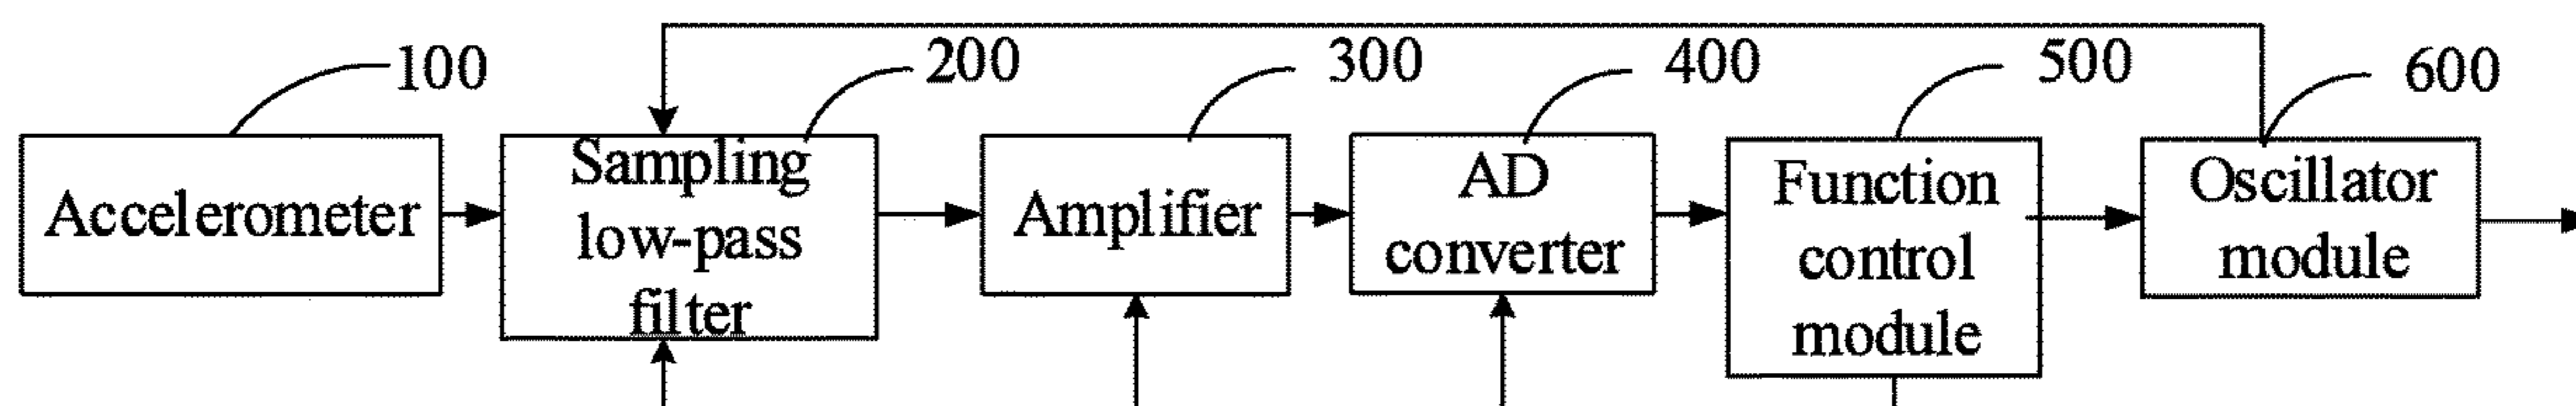 100
200
300
400
500
600
Accelerometer
Sampling
low-pass
filter
Amplifier
AD
converter
Function
control
module
Oscillator
module